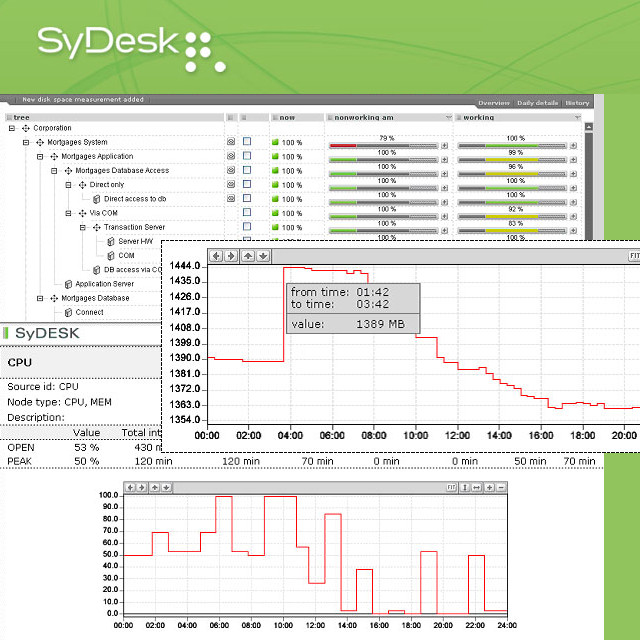 SyDesk
New disk space measurement added
Overview Daily details History
tree now nonworking am working
Corporation
Mortgages System 100 % 79 % 100 %
Mortgages Application 100 % 100 % 99 %
Mortgages Database Access 100 % 100 % 96 %
Direct only 100 % 100 % 100 %
Direct access to db 100 % 100 % 100 %
Via COM 100 % 100 % 92 %
Transaction Server 100 % 100 % 83 %
Server HW 100 % 100 %
COM
DB access via CO
Application Server
Mortgages Database
Connect
FIT
1444.0
1435.0
1426.0
1417.0
1408.0
1399.0
1390.0
1381.0
1372.0
1363.0
1354.0
from time: 01:42
to time: 03:42
value: 1389 MB
00:00 02:00 04:00 06:00 08:00 10:00 12:00 14:00 16:00 18:00 20:00
SyDESK
CPU
Source id: CPU
Node type: CPU, MEM
Description:
Value Total int
OPEN 53 % 430 m
PEAK 50 % 120 min 120 min 70 min 0 min 0 min 50 min 70 min
FIT
100.0
90.0
80.0
70.0
60.0
50.0
40.0
30.0
20.0
10.0
0.0
00:00 02:00 04:00 06:00 08:00 10:00 12:00 14:00 16:00 18:00 20:00 22:00 24:00